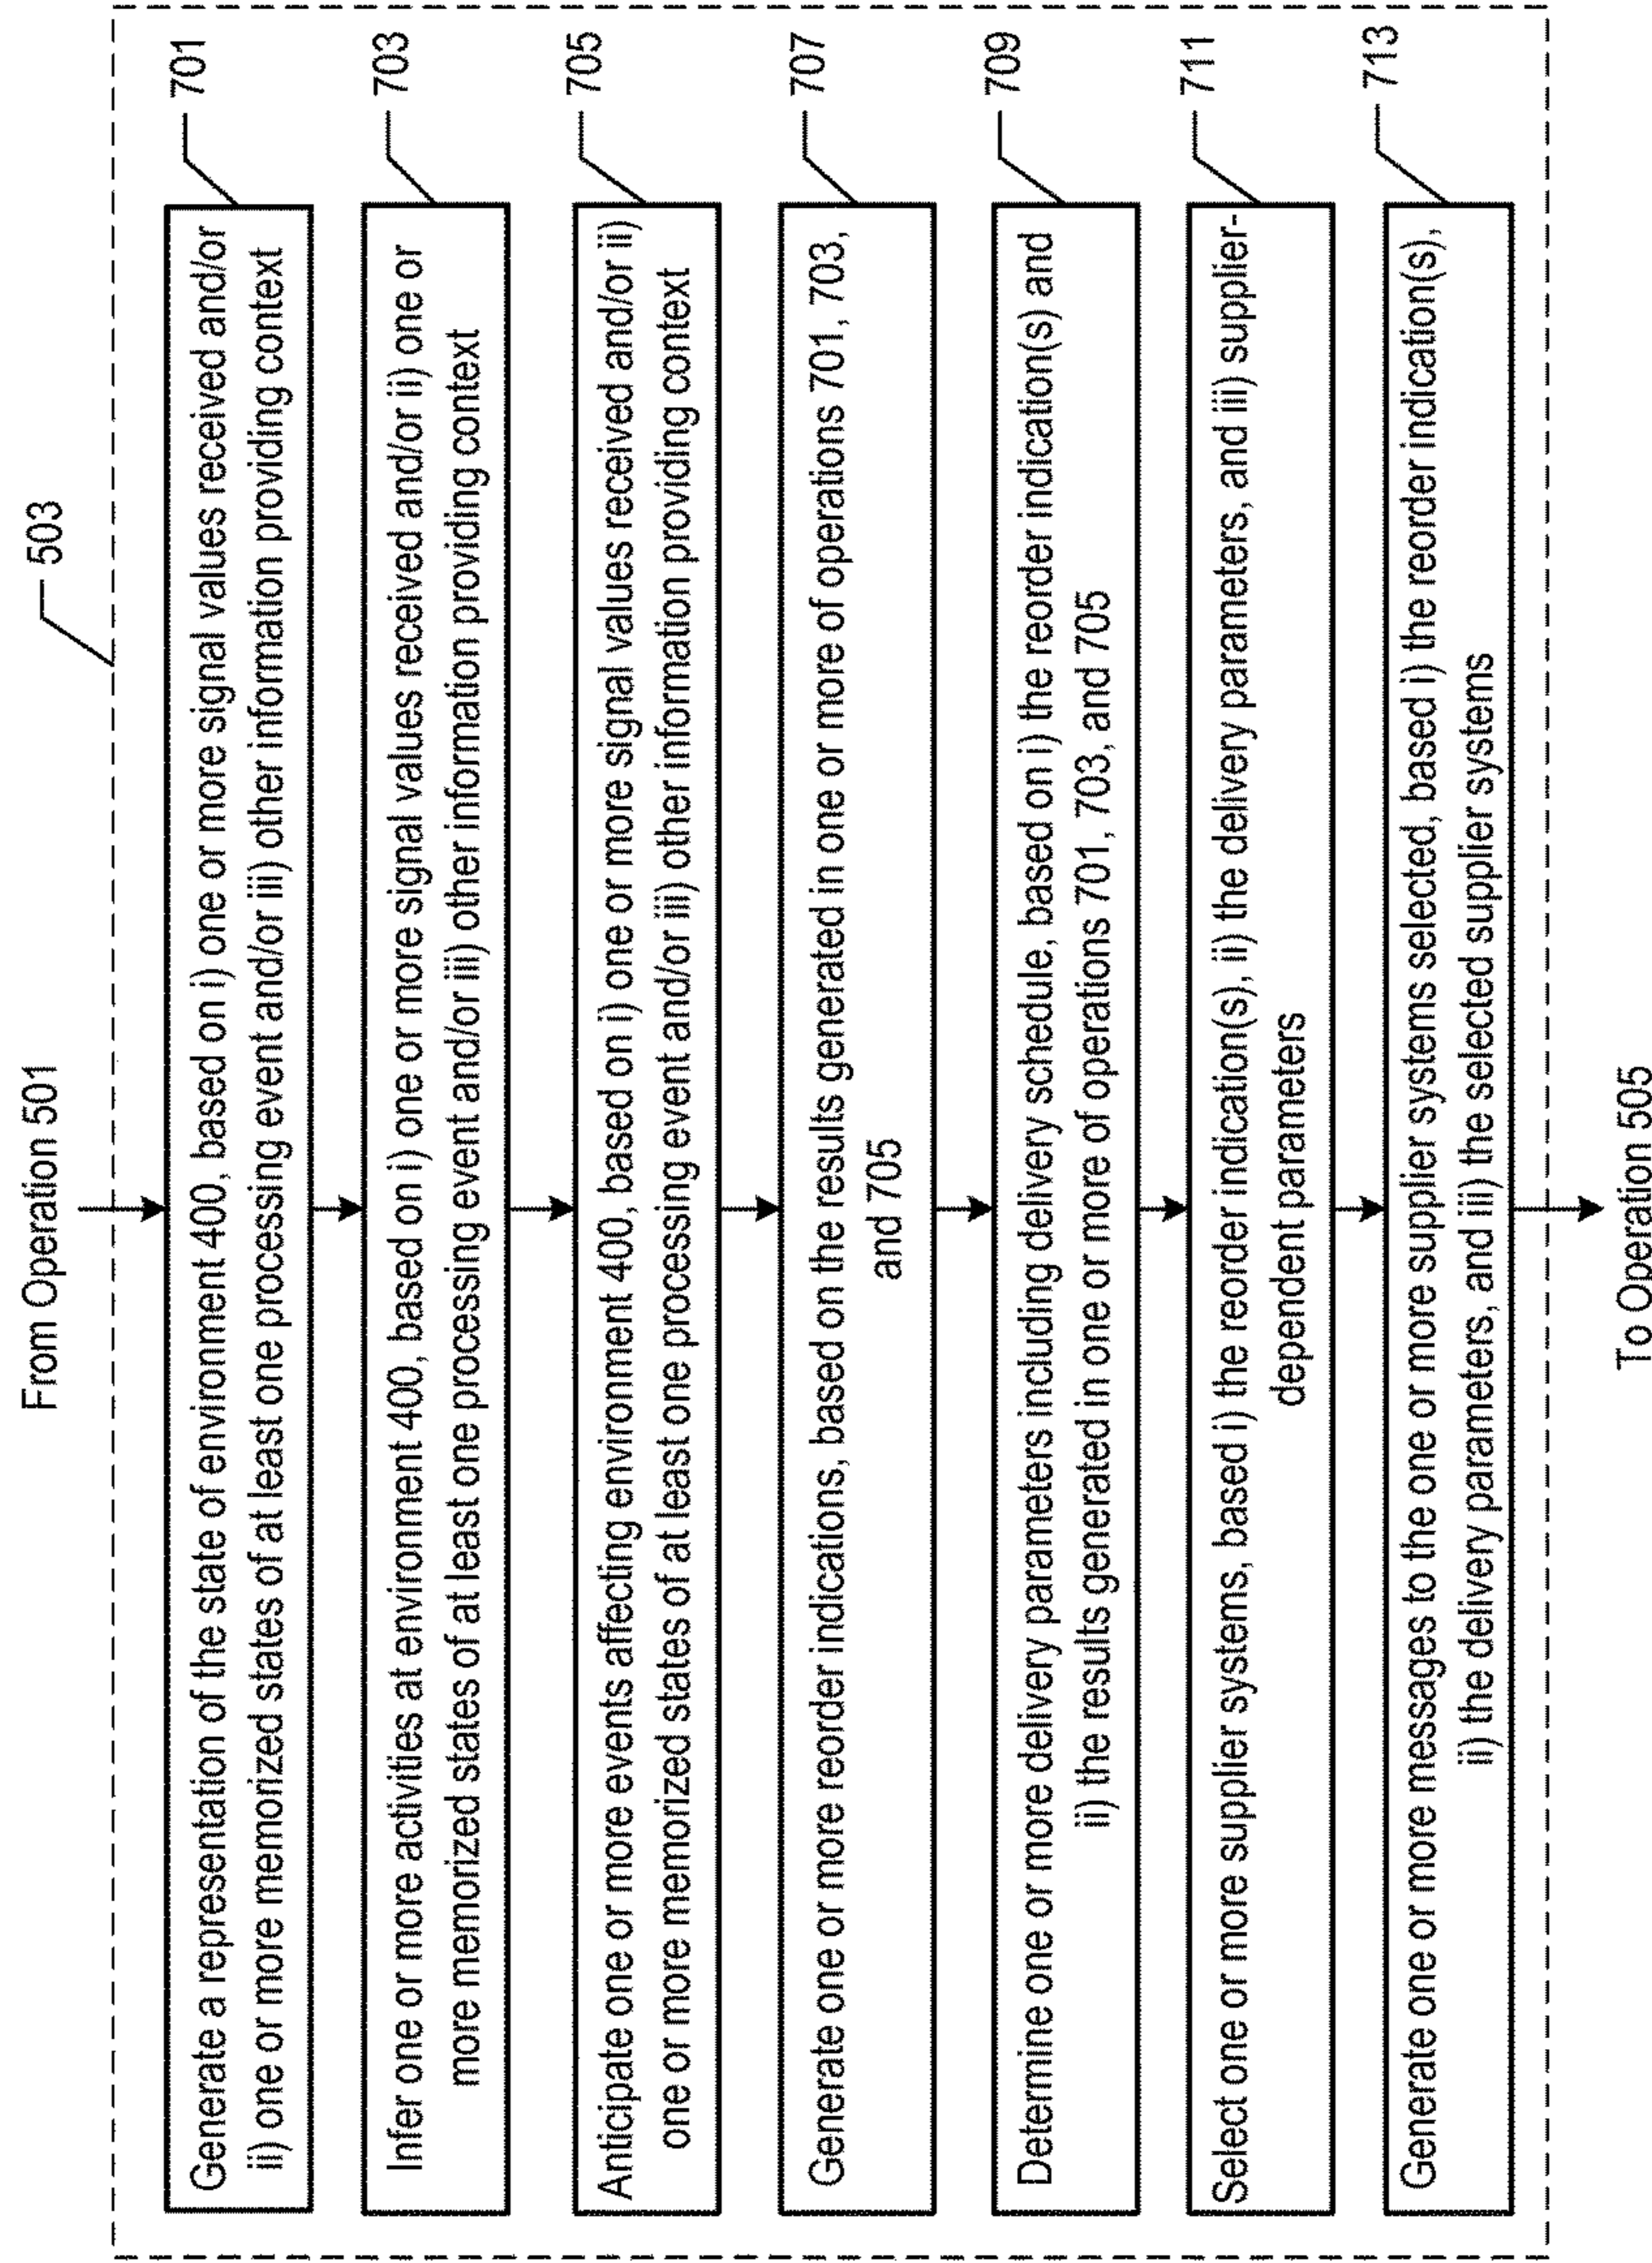 From Operation 501
503
Generate a representation of the state of environment 400, based on i) one or more signal values received and/or
ii) one or more memorized states of at least one processing event and/or iii) other information providing context
701
Infer one or more activities at environment 400, based on i) one or more signal values received and/or ii) one or
more memorized states of at least one processing event and/or iii) other information providing context
703
Anticipate one or more events affecting environment 400, based on i) one or more signal values received and/or ii)
one or more memorized states of at least one processing event and/or iii) other information providing context
705
Generate one or more reorder indications, based on the results generated in one or more of operations 701, 703,
and 705
707
Determine one or more delivery parameters including delivery schedule, based on i) the reorder indication(s) and
ii) the results generated in one or more of operations 701, 703, and 705
709
Select one or more supplier systems, based i) the reorder indication(s), ii) the delivery parameters, and iii) supplier-
dependent parameters
711
Generate one or more messages to the one or more supplier systems selected, based i) the reorder indication(s),
ii) the delivery parameters, and iii) the selected supplier systems
713
To Operation 505